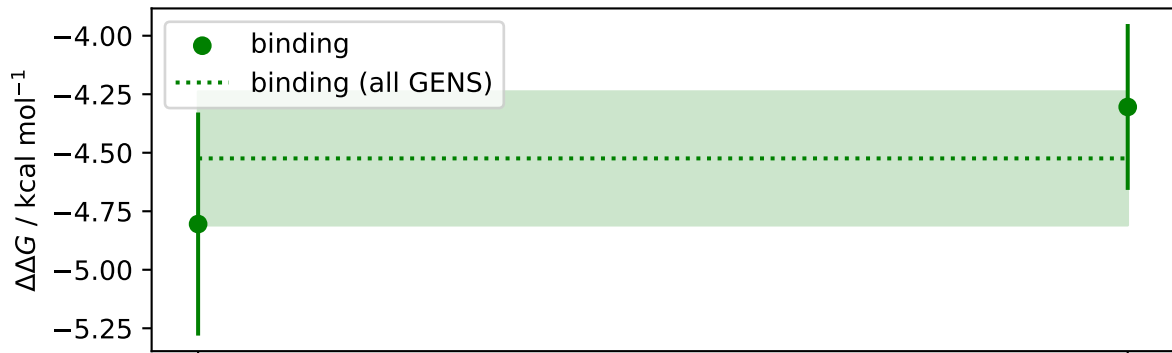 −4.00
−4.25
−4.50
−4.75
−5.00
−5.25
ΔΔG / kcal mol⁻¹
binding
binding (all GENS)